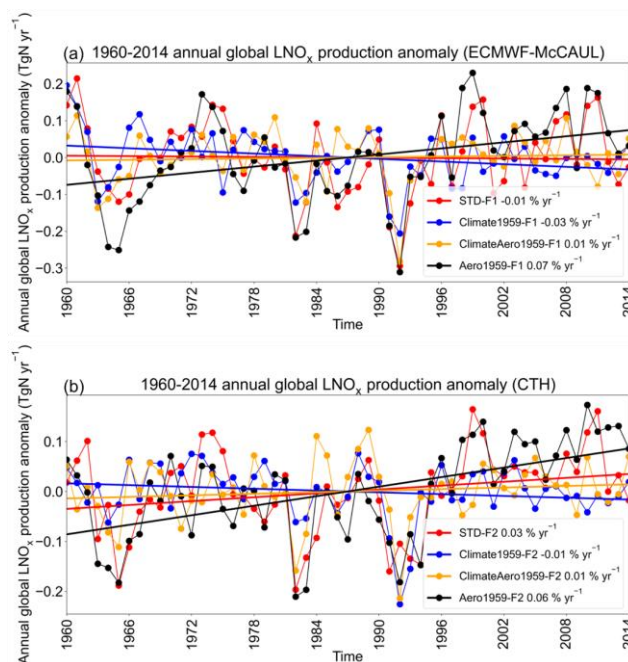 (a) 1960-2014 annual global LNOₓ production anomaly (ECMWF-McCAUL)
Annual global LNOₓ production anomaly (TgN yr⁻¹)
0.2
0.1
0.0
−0.1
−0.2
−0.3
STD-F1 -0.01 % yr⁻¹
Climate1959-F1 -0.03 % yr⁻¹
ClimateAero1959-F1 0.01 % yr⁻¹
Aero1959-F1 0.07 % yr⁻¹
1960 1966 1972 1978 1984 1990 1996 2002 2008 2014
Time
(b) 1960-2014 annual global LNOₓ production anomaly (CTH)
Annual global LNOₓ production anomaly (TgN yr⁻¹)
0.1
0.0
−0.1
−0.2
STD-F2 0.03 % yr⁻¹
Climate1959-F2 -0.01 % yr⁻¹
ClimateAero1959-F2 0.01 % yr⁻¹
Aero1959-F2 0.06 % yr⁻¹
1960 1966 1972 1978 1984 1990 1996 2002 2008 2014
Time